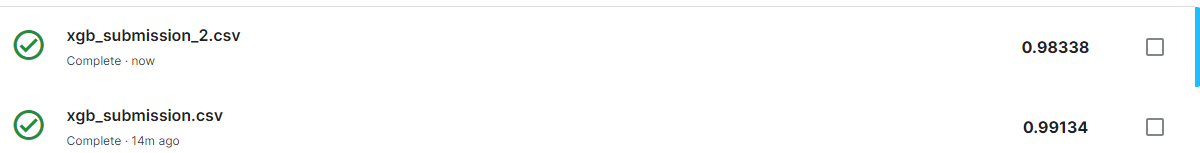 xgb_submission_2.csv
0.98338
Complete · now
xgb_submission.csv
0.99134
Complete · 14m ago